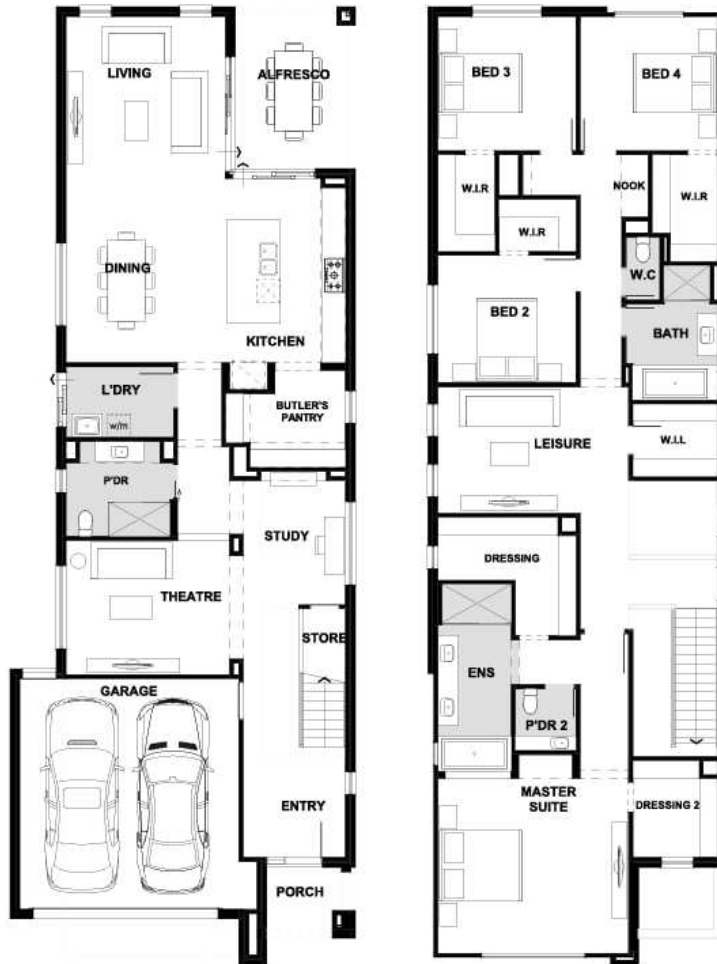 LIVING
ALFRESCO
DINING
KITCHEN
L'DRY
w/m
BUTLER'S
PANTRY
P'DR
STUDY
THEATRE
STORE
GARAGE
ENTRY
PORCH
BED 3
BED 4
W.I.R
NOOK
W.I.R
W.I.R
W.C
BED 2
BATH
LEISURE
W.I.L
DRESSING
ENS
P'DR 2
MASTER
SUITE
DRESSING 2